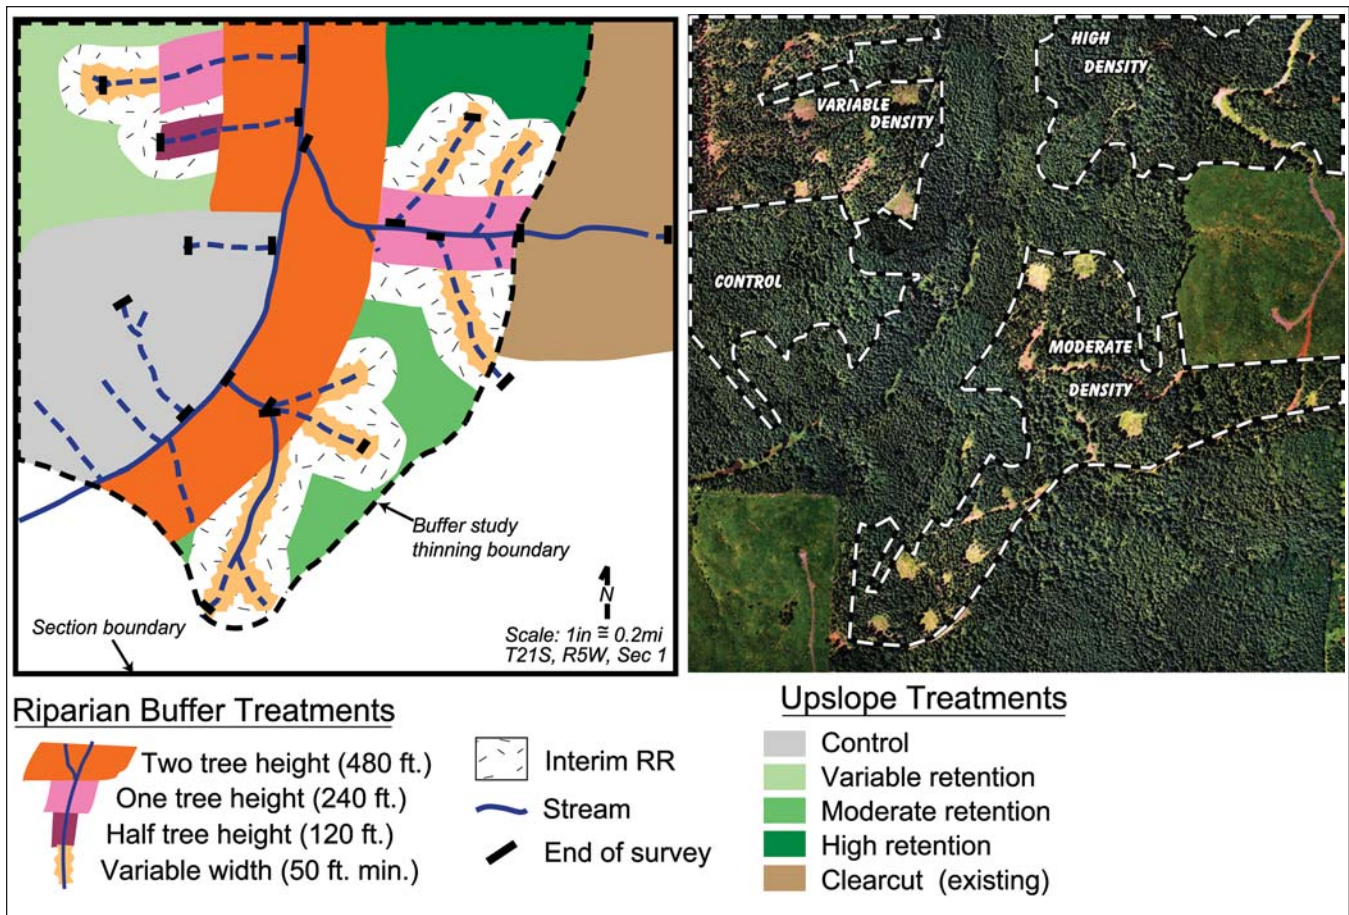 Buffer study
thinning boundary
N
Section boundary
Scale: 1in ≅ 0.2mi
T21S, R5W, Sec 1
HIGH
DENSITY
VARIABLE
DENSITY
CONTROL
MODERATE
DENSITY
Riparian Buffer Treatments
Two tree height (480 ft.)
One tree height (240 ft.)
Half tree height (120 ft.)
Variable width (50 ft. min.)
Interim RR
Stream
End of survey
Upslope Treatments
Control
Variable retention
Moderate retention
High retention
Clearcut (existing)